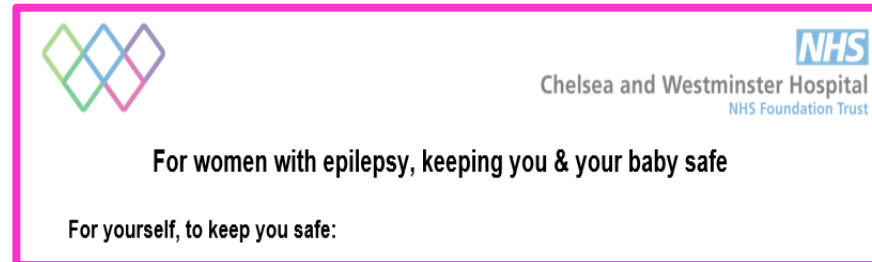 NHS
Chelsea and Westminster Hospital
NHS Foundation Trust
For women with epilepsy, keeping you & your baby safe
For yourself, to keep you safe: